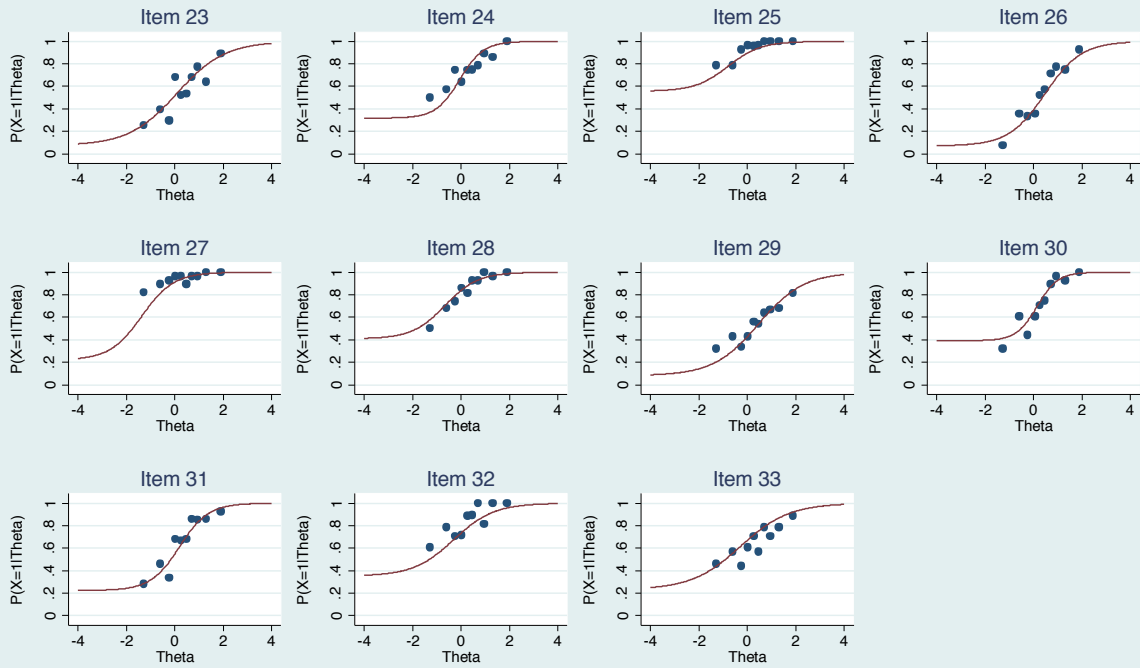 Item 23
P(X=1|Theta)
0 .2 .4 .6 .8 1
-4 -2 0 2 4
Theta
Item 24
P(X=1|Theta)
0 .2 .4 .6 .8 1
-4 -2 0 2 4
Theta
Item 25
P(X=1|Theta)
0 .2 .4 .6 .8 1
-4 -2 0 2 4
Theta
Item 26
P(X=1|Theta)
0 .2 .4 .6 .8 1
-4 -2 0 2 4
Theta
Item 27
P(X=1|Theta)
0 .2 .4 .6 .8 1
-4 -2 0 2 4
Theta
Item 28
P(X=1|Theta)
0 .2 .4 .6 .8 1
-4 -2 0 2 4
Theta
Item 29
P(X=1|Theta)
0 .2 .4 .6 .8 1
-4 -2 0 2 4
Theta
Item 30
P(X=1|Theta)
0 .2 .4 .6 .8 1
-4 -2 0 2 4
Theta
Item 31
P(X=1|Theta)
0 .2 .4 .6 .8 1
-4 -2 0 2 4
Theta
Item 32
P(X=1|Theta)
0 .2 .4 .6 .8 1
-4 -2 0 2 4
Theta
Item 33
P(X=1|Theta)
0 .2 .4 .6 .8 1
-4 -2 0 2 4
Theta